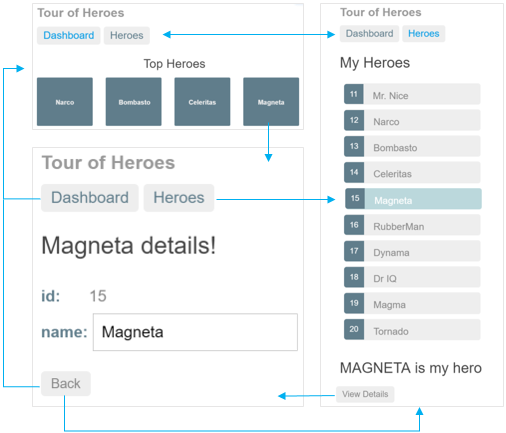 Tour of Heroes
Dashboard Heroes
Top Heroes
Narco Bombasto Celeritas Magneta
Tour of Heroes
Dashboard Heroes
Magneta details!
id: 15
name: Magneta
Back
Tour of Heroes
Dashboard Heroes
My Heroes
11 Mr. Nice
12 Narco
13 Bombasto
14 Celeritas
15 Magneta
16 RubberMan
17 Dynama
18 Dr IQ
19 Magma
20 Tornado
MAGNETA is my hero
View Details